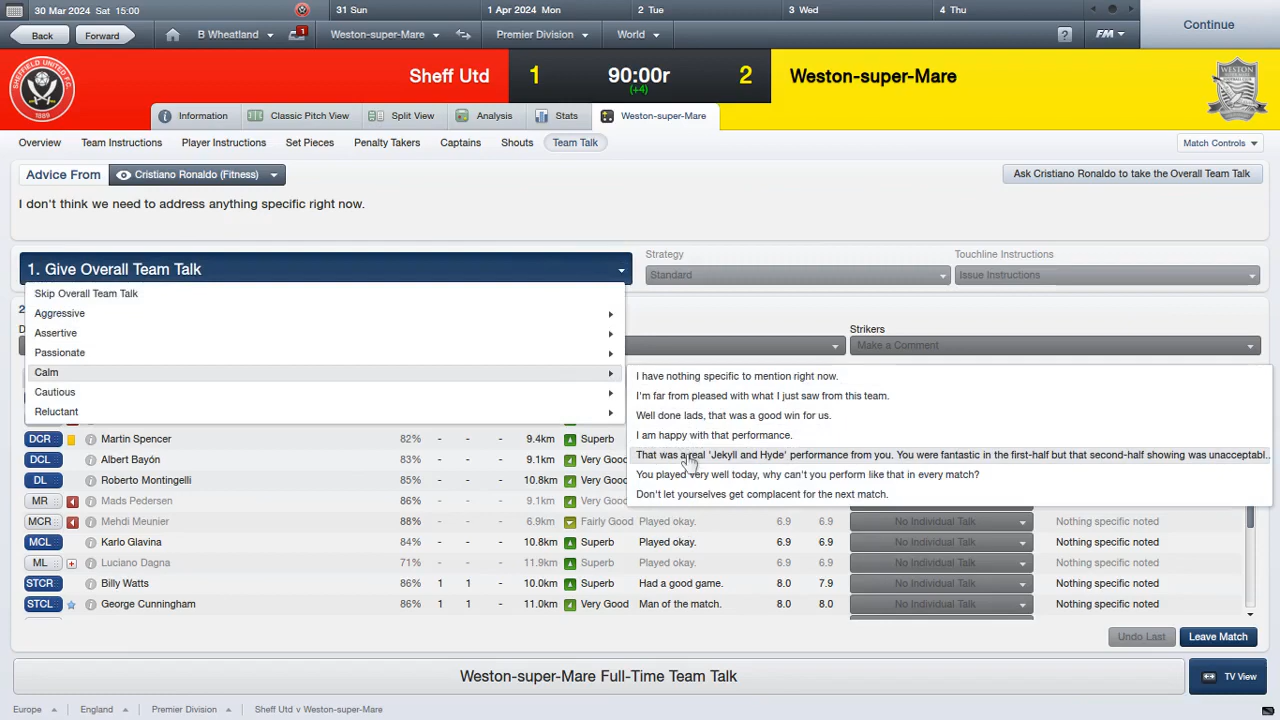 30 Mar 2024 Sat 15:00 31 Sun 1 Apr 2024 Mon 2 Tue 3 Wed 4 Thu
Continue
Back Forward B Wheatland 1 Weston-super-Mare Premier Division World ? FM
SHEFFIELD UNITED F.C. 1889
Sheff Utd 1 90:00r 2 Weston-super-Mare
(+4)
Information Classic Pitch View Split View Analysis Stats Weston-super-Mare
Overview Team Instructions Player Instructions Set Pieces Penalty Takers Captains Shouts Team Talk Match Controls
Advice From Cristiano Ronaldo (Fitness) Ask Cristiano Ronaldo to take the Overall Team Talk
I don't think we need to address anything specific right now.
Strategy Touchline Instructions
1. Give Overall Team Talk Standard Issue Instructions
Skip Overall Team Talk
Aggressive
Assertive Strikers
Make a Comment
Passionate
Calm I have nothing specific to mention right now.
Cautious I'm far from pleased with what I just saw from this team.
Reluctant Well done lads, that was a good win for us.
I am happy with that performance.
DCR Martin Spencer 82% - 9.4km Superb That was a real 'Jekyll and Hyde' performance from you. You were fantastic in the first-half but that second-half showing was unacceptabl...
DCL Albert Bayón 82% - 9.1k Very Good You played very well today, why can't you perform like that in every match?
DL Roberto Montingelli 85% - 10.8km Very Good Don't let yourselves get complacent for the next match.
MR Mads Pedersen 92% - 5.2km Very Good
MCR Mehdi Meunier 88% - 6.9km Fairly Good Played okay. 6.9 6.9 No Individual Talk Nothing specific noted
MCL Karlo Glavina 84% - 10.8km Superb Played okay. 6.9 6.9 No Individual Talk Nothing specific noted
ML Luciano Dagna 71% - 11.9km Superb Played okay. 6.9 6.9 No Individual Talk Nothing specific noted
STCR Billy Watts 86% 1 1 - 10.0km Superb Had a good game. 8.0 7.9 No Individual Talk Nothing specific noted
STCL George Cunningham 86% 1 1 - 11.0km Very Good Man of the match. 8.0 8.0 No Individual Talk Nothing specific noted
Undo Last Leave Match
Weston-super-Mare Full-Time Team Talk TV View
Europe England Premier Division Sheff Utd v Weston-super-Mare